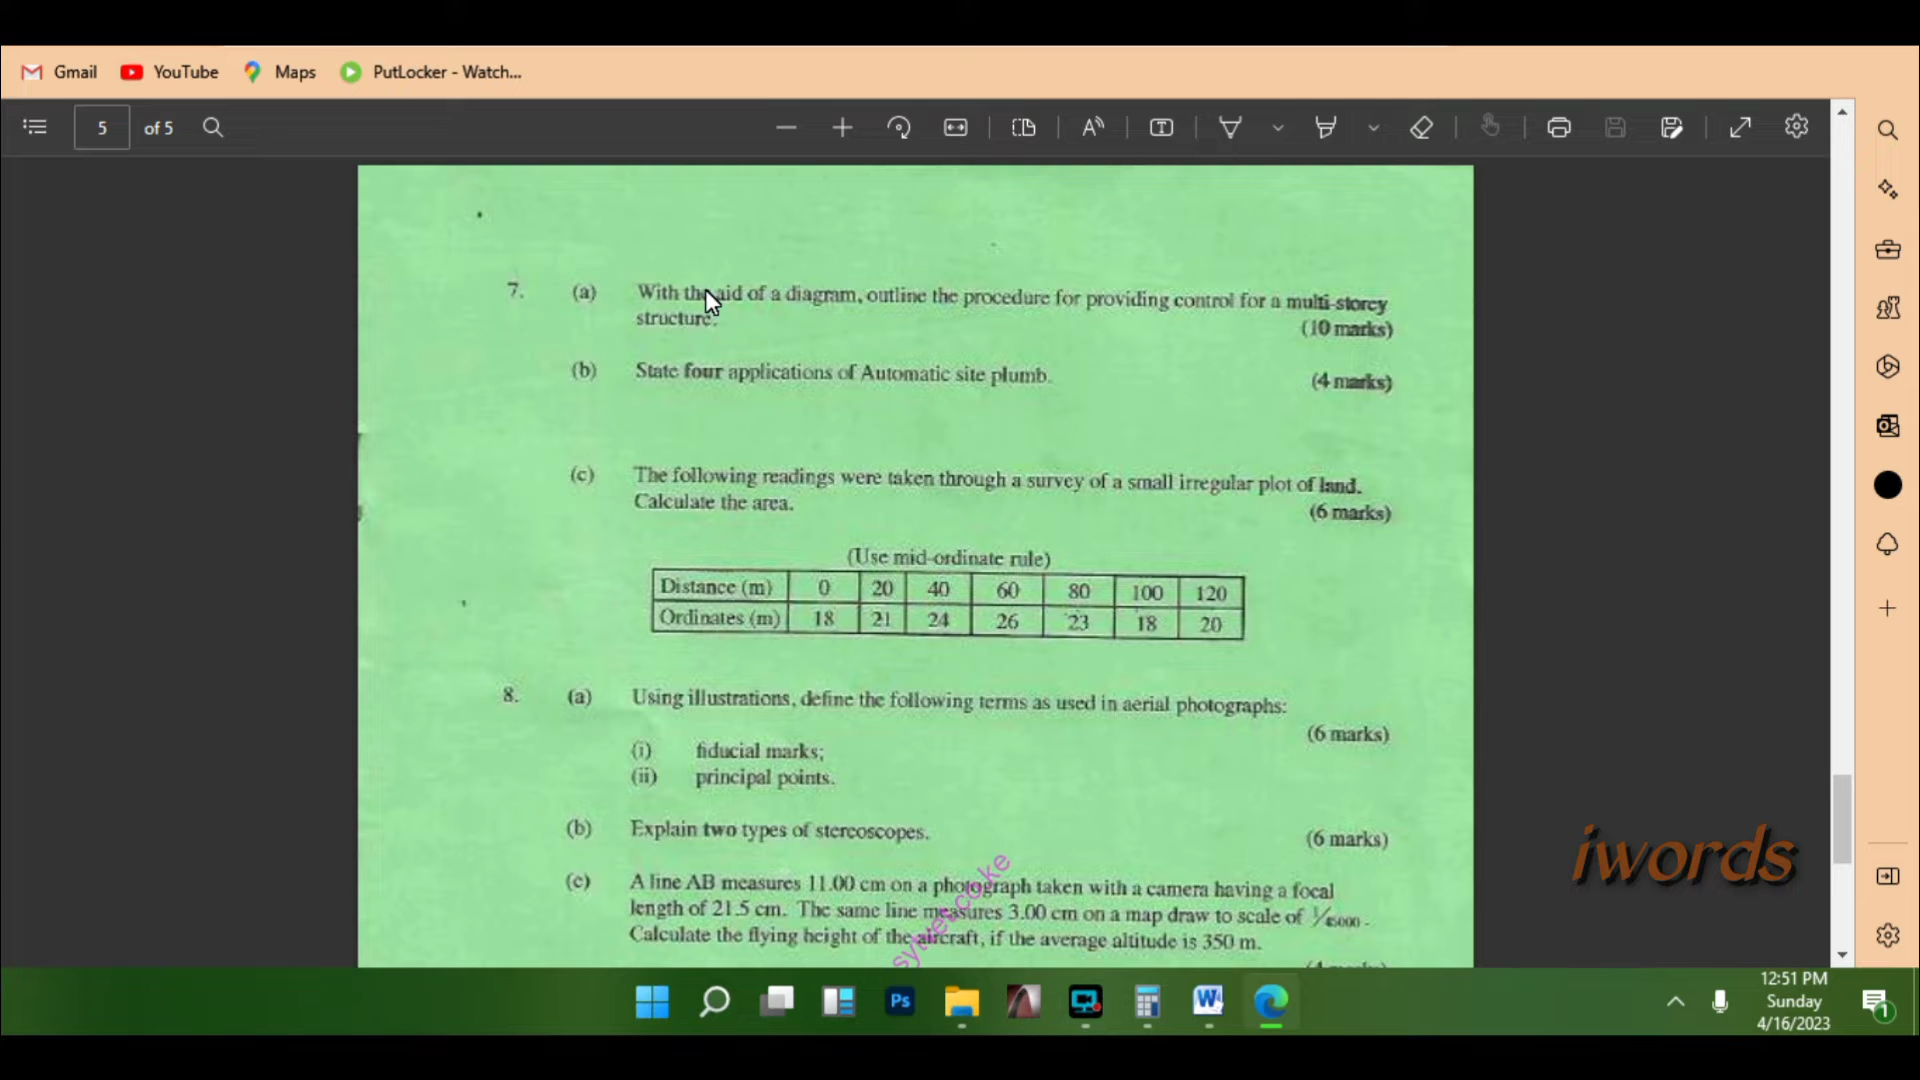 Gmail YouTube Maps PutLocker - Watch...
5 of 5
7. (a) With the aid of a diagram, outline the procedure for providing control for a multi-storey
structure. (10 marks)
(b) State four applications of Automatic site plumb. (4 marks)
(c) The following readings were taken through a survey of a small irregular plot of land.
Calculate the area. (6 marks)
(Use mid-ordinate rule)
Distance (m) 0 20 40 60 80 100 120
Ordinates (m) 18 21 24 26 23 18 20
8. (a) Using illustrations, define the following terms as used in aerial photographs:
(6 marks)
(i) fiducial marks;
(ii) principal points.
(b) Explain two types of stereoscopes. (6 marks)
(c) A line AB measures 11.00 cm on a photograph taken with a camera having a focal
length of 21.5 cm. The same line measures 3.00 cm on a map draw to scale of
Calculate the flying height of the aircraft, if the average altitude is 350 m.
iwords
Ps
W
12:51 PM
Sunday
4/16/2023
1